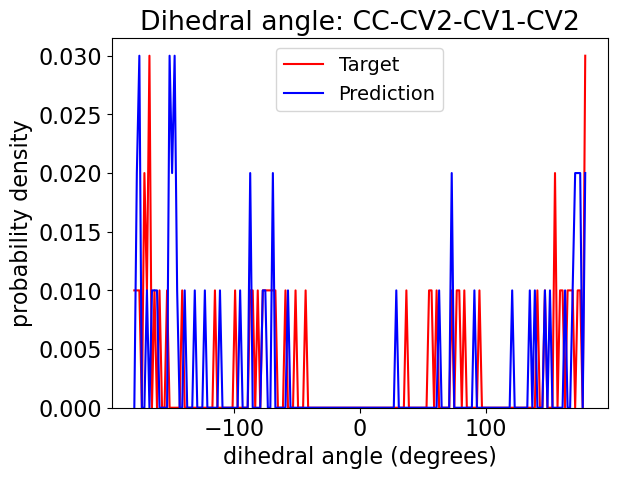 Dihedral angle: CC-CV2-CV1-CV2
probability density
0.030
0.025
0.020
0.015
0.010
0.005
0.000
Target
Prediction
−100
0
100
dihedral angle (degrees)